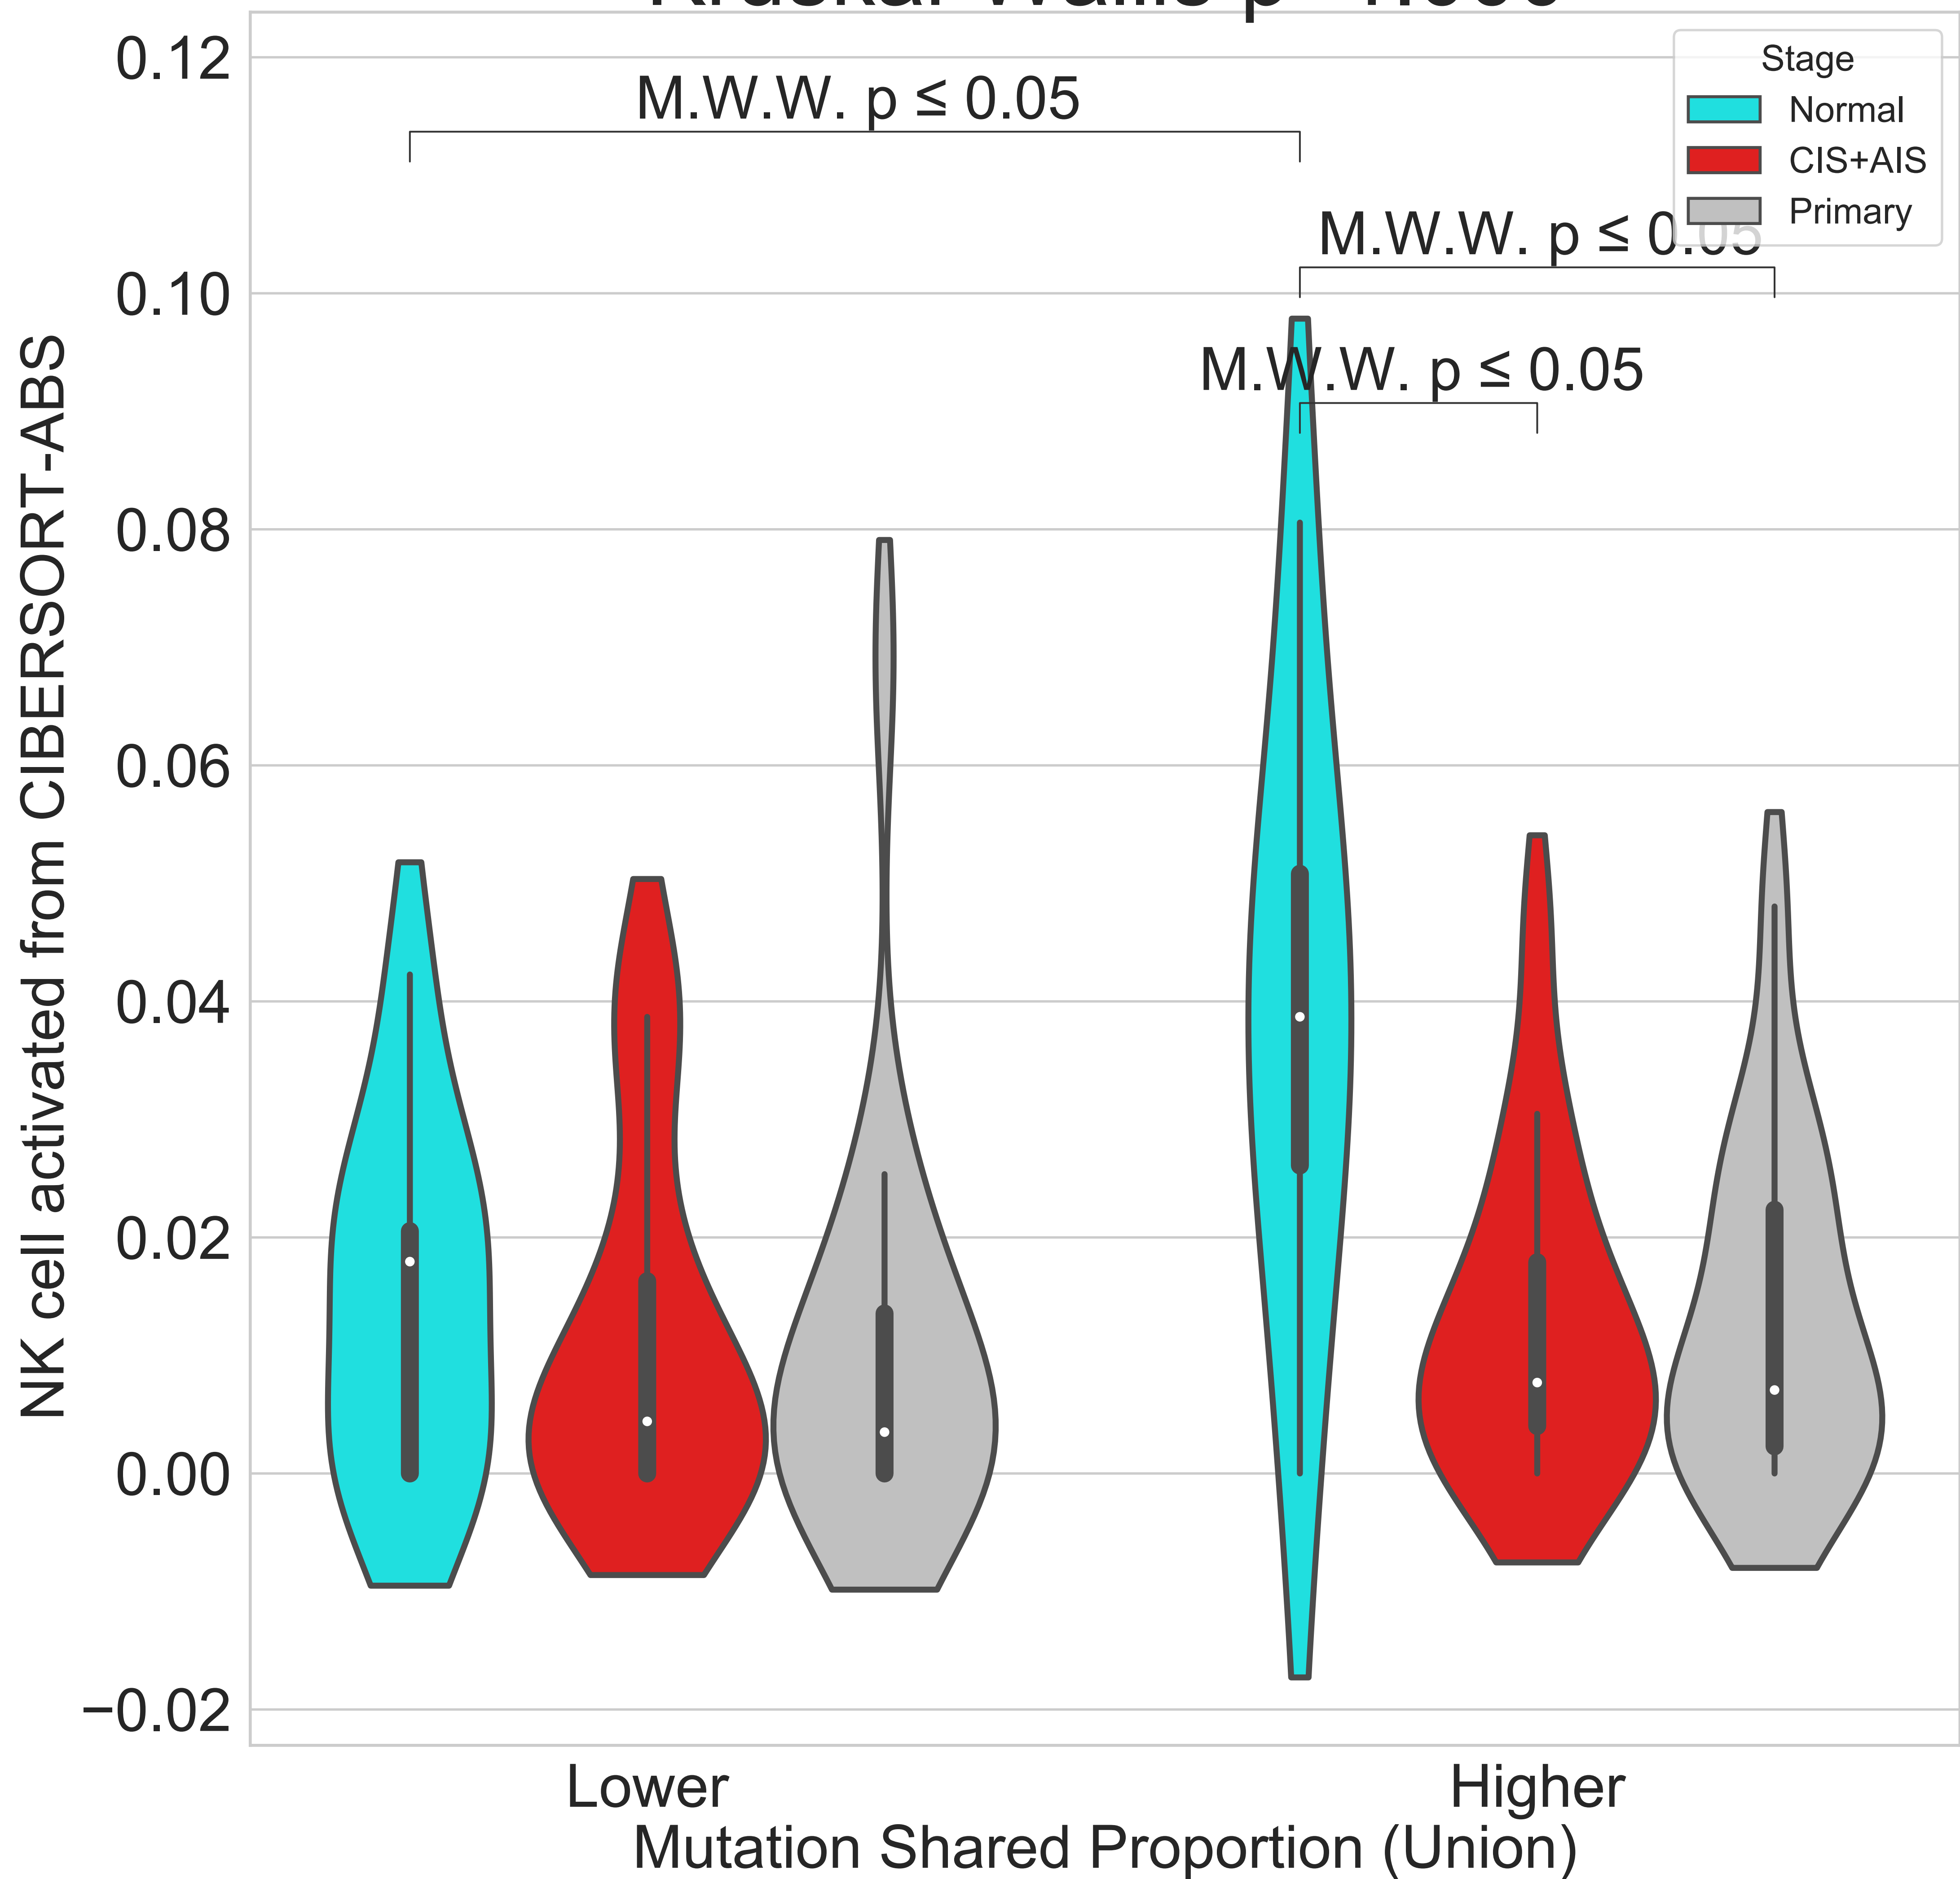 0.12
0.10
0.08
0.06
0.04
0.02
0.00
−0.02
NK cell activated from CIBERSORT-ABS
M.W.W. p ≤ 0.05
M.W.W. p ≤ 0.05
M.W.W. p ≤ 0.05
Stage
Normal
CIS+AIS
Primary
Lower
Higher
Mutation Shared Proportion (Union)